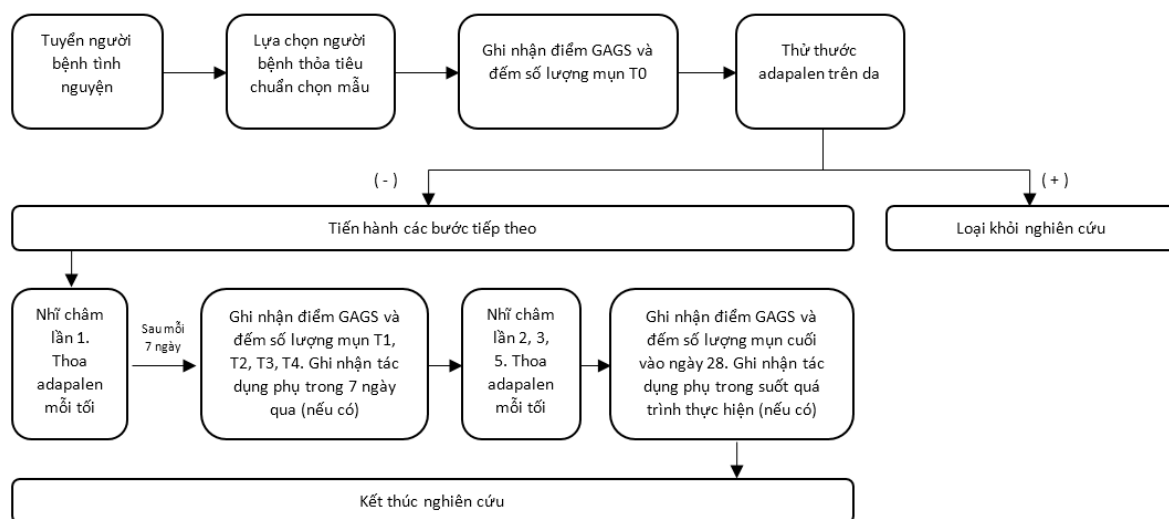 Tuyển người
bệnh tình
nguyện
Lựa chọn người
bệnh thỏa tiêu
chuẩn chọn mẫu
Ghi nhận điểm GAGS và
đếm số lượng mụn T0
Thử thước
adapalen trên da
( - )
( + )
Tiến hành các bước tiếp theo
Loại khỏi nghiên cứu
Nhĩ châm
lần 1.
Thoa
adapalen
mỗi tối
Sau mỗi
7 ngày
Ghi nhận điểm GAGS và
đếm số lượng mụn T1,
T2, T3, T4. Ghi nhận tác
dụng phụ trong 7 ngày
qua (nếu có)
Nhĩ châm
lần 2, 3,
5. Thoa
adapalen
mỗi tối
Ghi nhận điểm GAGS và
đếm số lượng mụn cuối
vào ngày 28. Ghi nhận tác
dụng phụ trong suốt quá
trình thực hiện (nếu có)
Kết thúc nghiên cứu